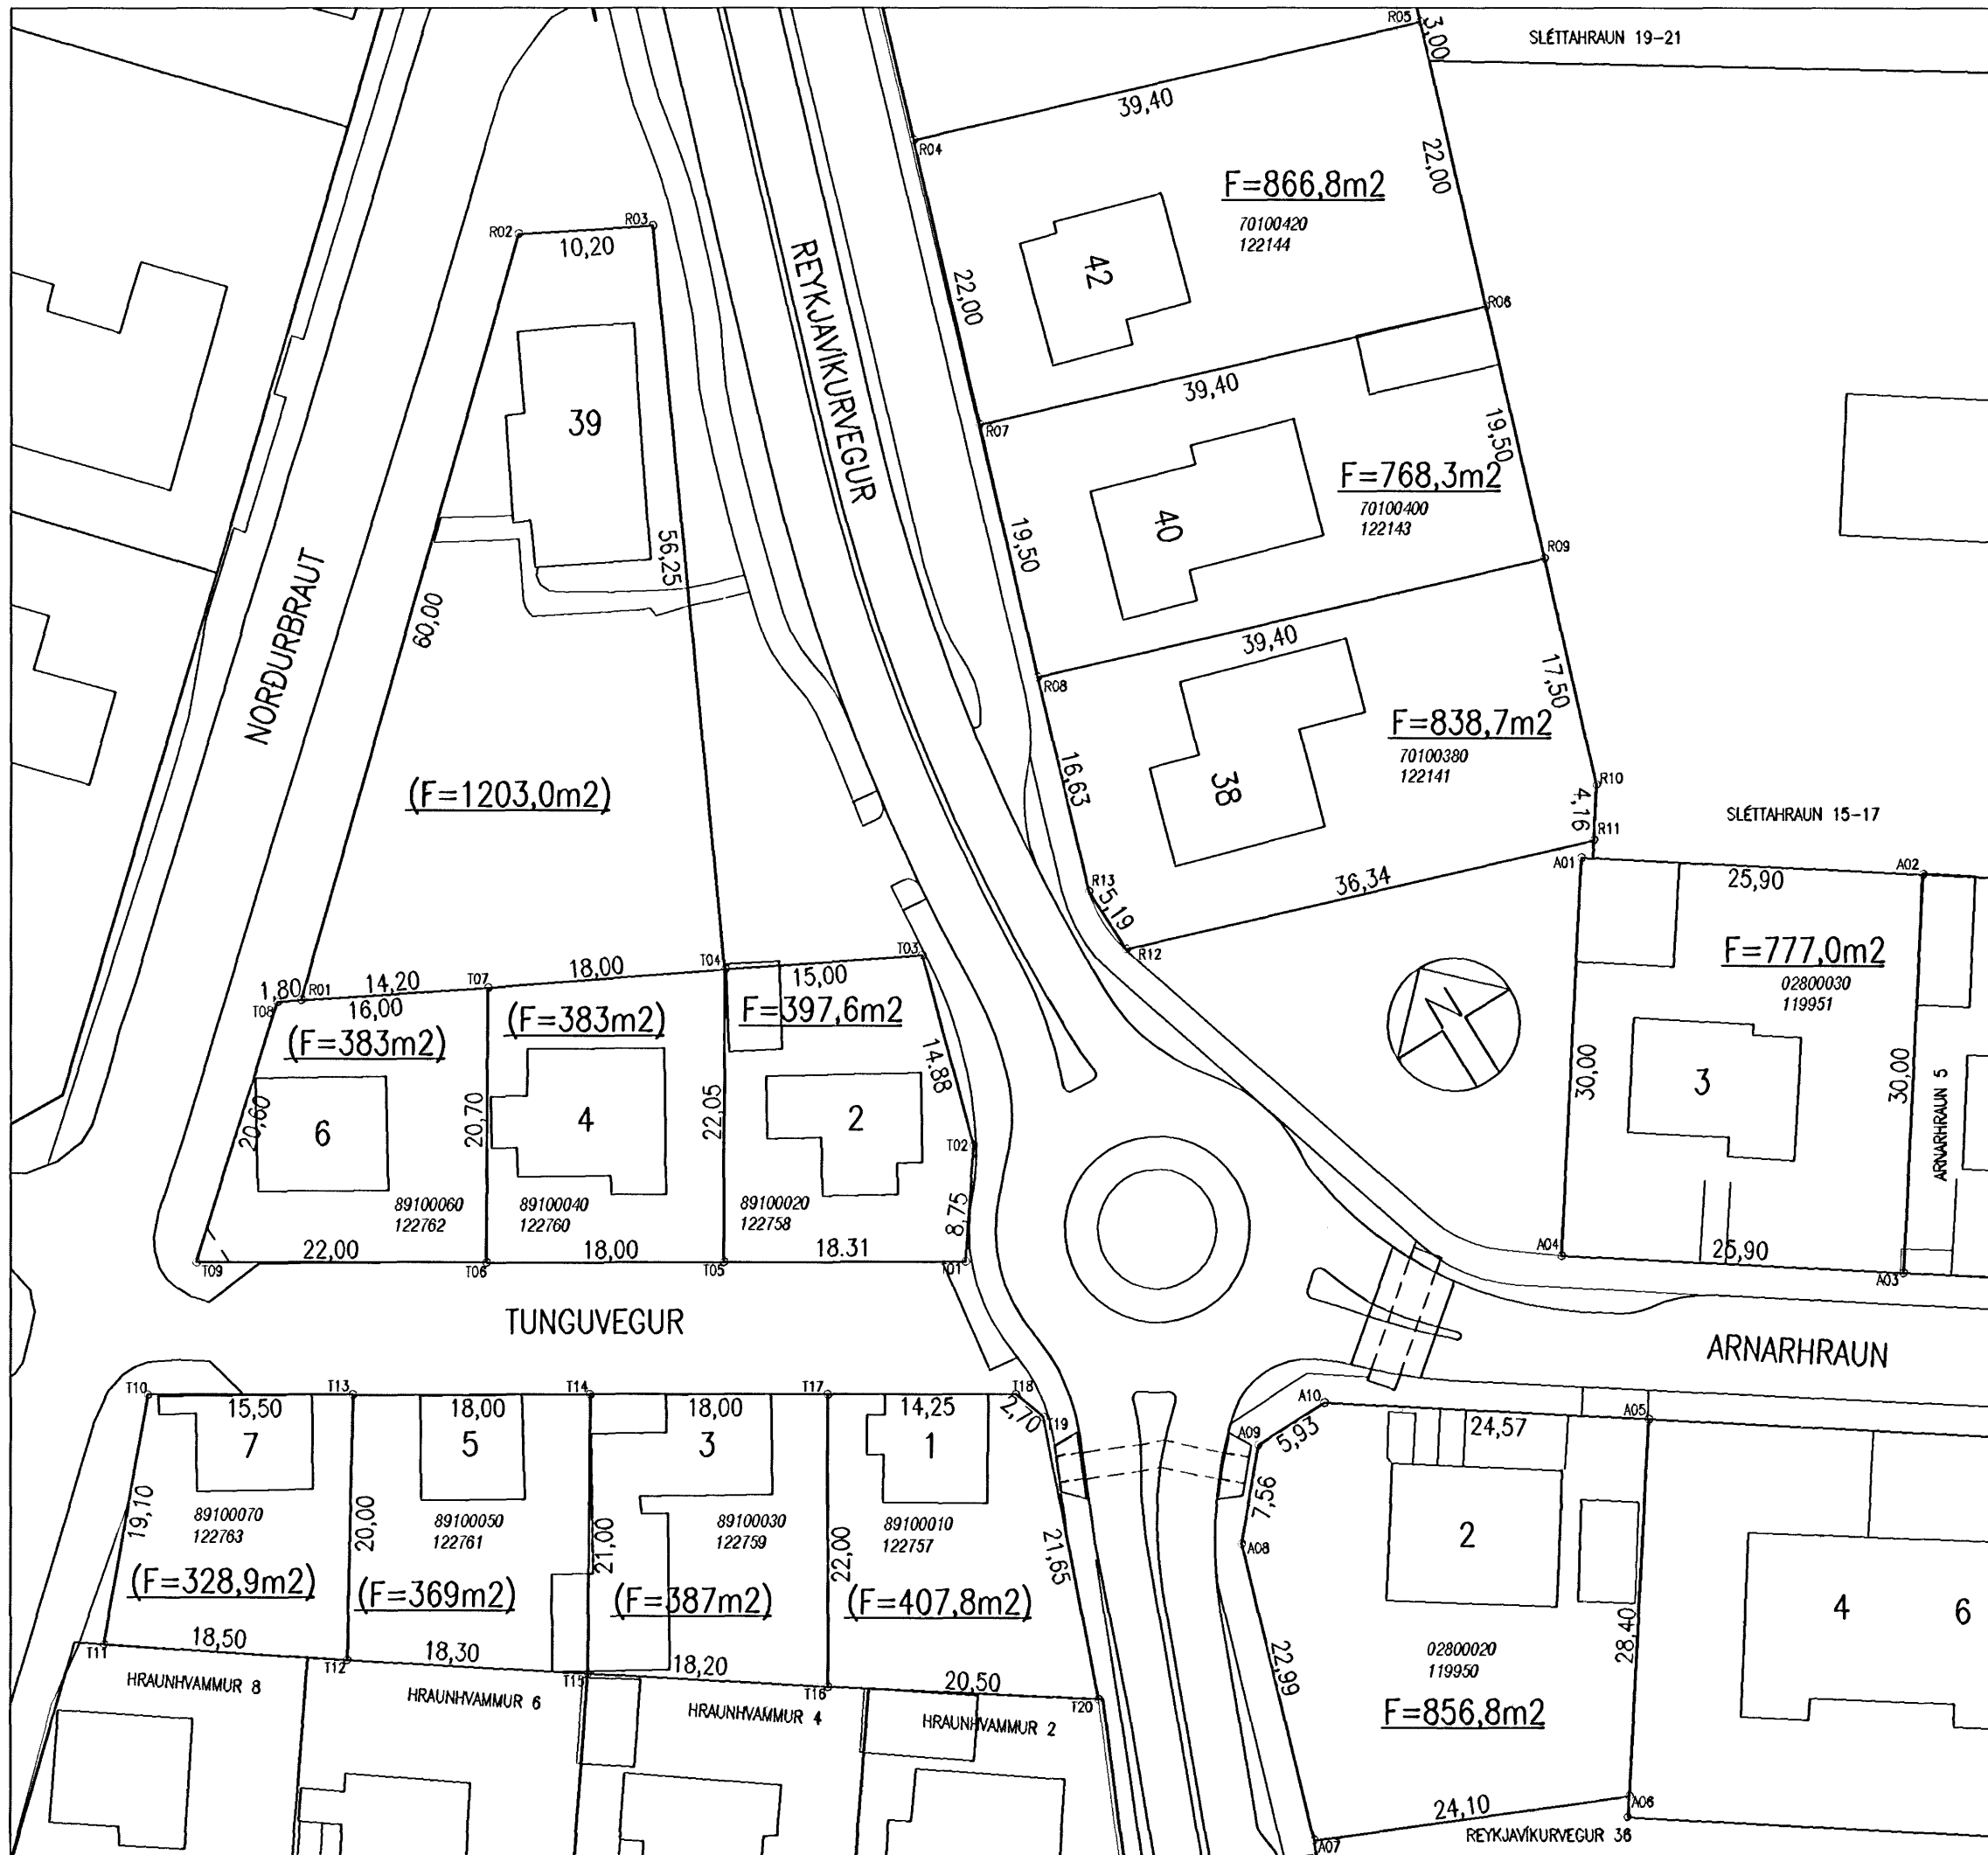 R05
3,00
SLÉTTAHRAUN 19-21
39,40
R04
22,00
F=866,8m2
70100420
122144
42
R02
R03
10,20
REYKJAVÍKURVEGUR
22,00
R06
39,40
R07
39
19,50
F=768,3m2
70100400
122143
40
19,50
56,25
R09
NORÐURBRAUT
60,00
39,40
R08
17,50
F=838,7m2
70100380
122141
38
16,63
(F=1203,0m2)
R10
4,16
R11
SLÉTTAHRAUN 15-17
A01
A02
25,90
R13
5,19
36,34
R12
F=777,0m2
02800030
119951
T03
T04
15,00
18,00
T07
14,20
R01
1,80
T08
16,00
(F=383m2)
(F=383m2)
F=397,6m2
14.88
30,00
3
30,00
ARNARHRAUN 5
20,60
6
20,70
4
22,05
2
T02
89100060
122762
89100040
122760
89100020
122758
8,75
22,00
18,00
18.31
T09
T06
T05
T01
A04
25,90
A03
TUNGUVEGUR
ARNARHRAUN
T10
T13
T14
T17
T18
15,50
18,00
18,00
14,25
2,70
T19
7
5
3
1
A10
A05
A09
5,93
24,57
7,56
19,10
89100070
122763
20,00
89100050
122761
21,00
89100030
122759
22,00
89100010
122757
21,65
A08
2
(F=328,9m2)
(F=369m2)
(F=387m2)
(F=407,8m2)
4
6
28,40
02800020
119950
22,99
F=856,8m2
T11
18,50
T12
18,30
T15
18,20
T16
20,50
T20
HRAUNHVAMMUR 8
HRAUNHVAMMUR 6
HRAUNHVAMMUR 4
HRAUNHVAMMUR 2
24,10
A06
A07
REYKJAVÍKURVEGUR 36